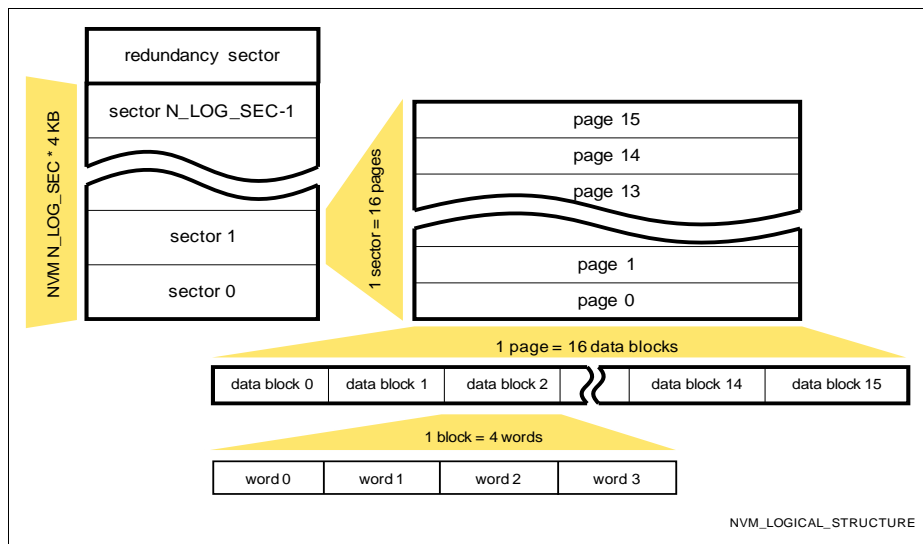 redundancy sector
sector N_LOG_SEC-1
sector 1
sector 0
NVM N_LOG_SEC * 4 KB
1 sector = 16 pages
page 15
page 14
page 13
page 1
page 0
1 page = 16 data blocks
data block 0 data block 1 data block 2 data block 14 data block 15
1 block = 4 words
word 0 word 1 word 2 word 3
NVM_LOGICAL_STRUCTURE